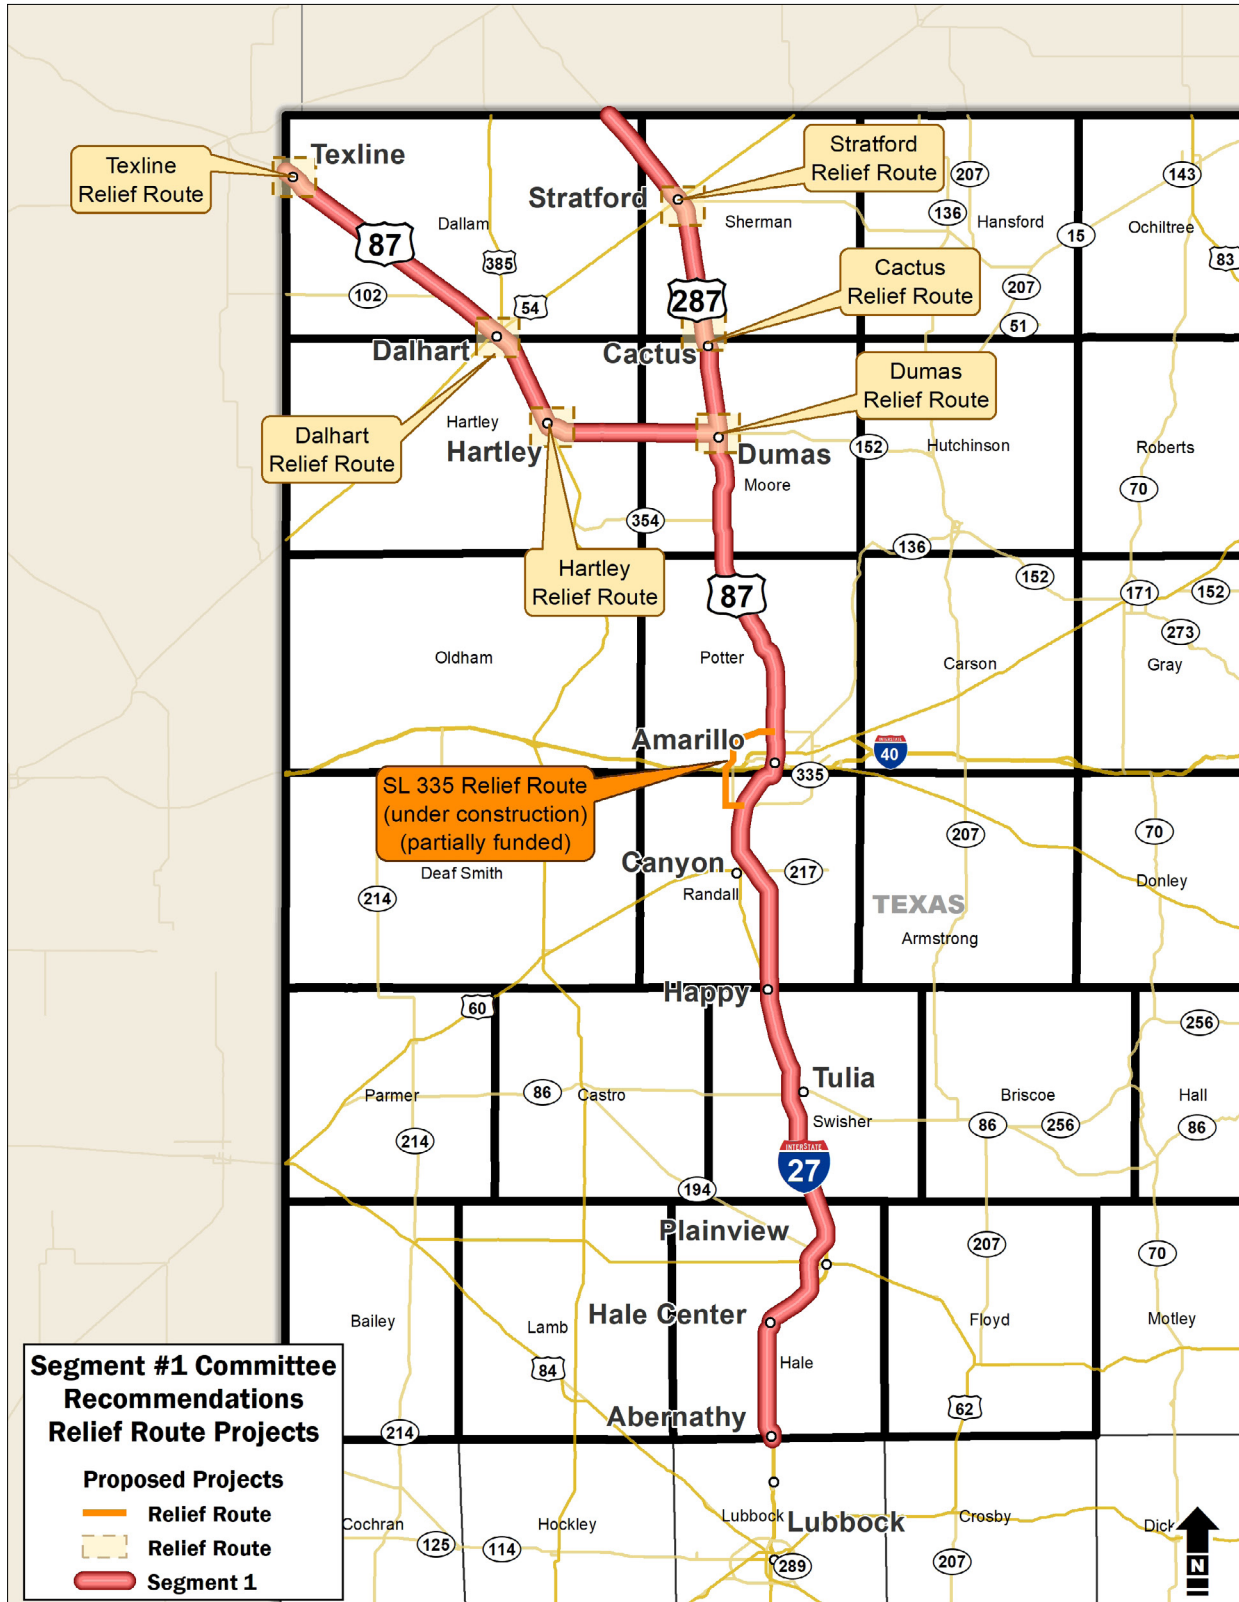 Texline
Texline
Relief Route
Stratford
Relief Route
Stratford
207
143
136
Dallam
87
Sherman
Hansford
15
Ochiltree
83
385
Cactus
Relief Route
102
54
287
207
51
Dalhart
Cactus
Dumas
Relief Route
Dalhart
Relief Route
Hartley
Hartley
Dumas
152
Hutchinson
Roberts
Moore
70
354
136
Hartley
Relief Route
152
171
152
87
273
Oldham
Potter
Carson
Gray
Amarillo
INTERSTATE
40
335
SL 335 Relief Route
(under construction)
(partially funded)
207
70
Canyon
217
Deaf Smith
Randall
Donley
214
TEXAS
Armstrong
Happy
60
256
Tulia
Parmer
86
Castro
Briscoe
Hall
Swisher
86
256
86
214
INTERSTATE
27
194
Plainview
207
70
Hale Center
Bailey
Lamb
Floyd
Motley
Hale
84
62
Abernathy
214
Segment #1 Committee
Recommendations
Relief Route Projects
Proposed Projects
Relief Route
Relief Route
Segment 1
Cochran
Hockley
Lubbock
Lubbock
Crosby
Dick
125
114
289
207
N